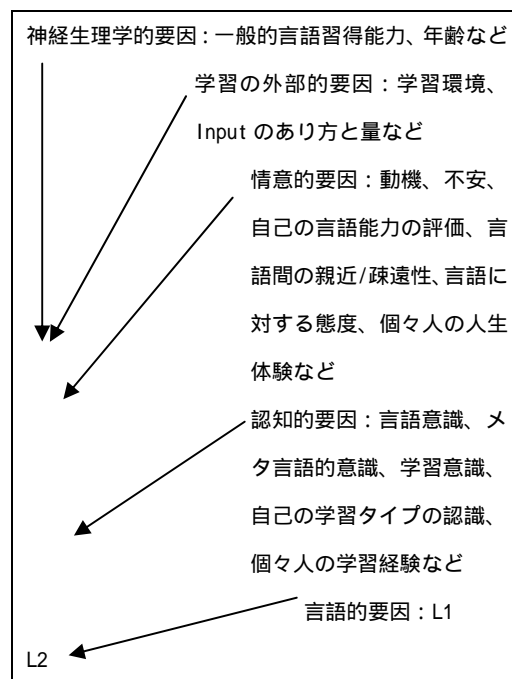 神経生理学的要因：一般的言語習得能力、年齢など
学習の外部的要因：学習環境、
Input のあり方と量など
情意的要因：動機、不安、
自己の言語能力の評価、言
語間の親近/疎遠性、言語に
対する態度、個々人の人生
体験など
認知的要因：言語意識、メ
タ言語的意識、学習意識、
自己の学習タイプの認識、
個々人の学習経験など
言語的要因：L1
L2